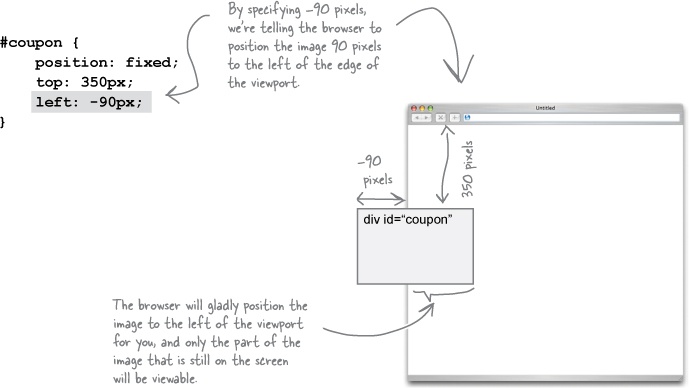 By specifying –90 pixels,
we're telling the browser to
position the image 90 pixels
to the left of the edge of
the viewport.
#coupon {
position: fixed;
top: 350px;
left: -90px;
}
Untitled
–90
pixels
350 pixels
div id=“coupon”
The browser will gladly position the
image to the left of the viewport
for you, and only the part of the
image that is still on the screen
will be viewable.